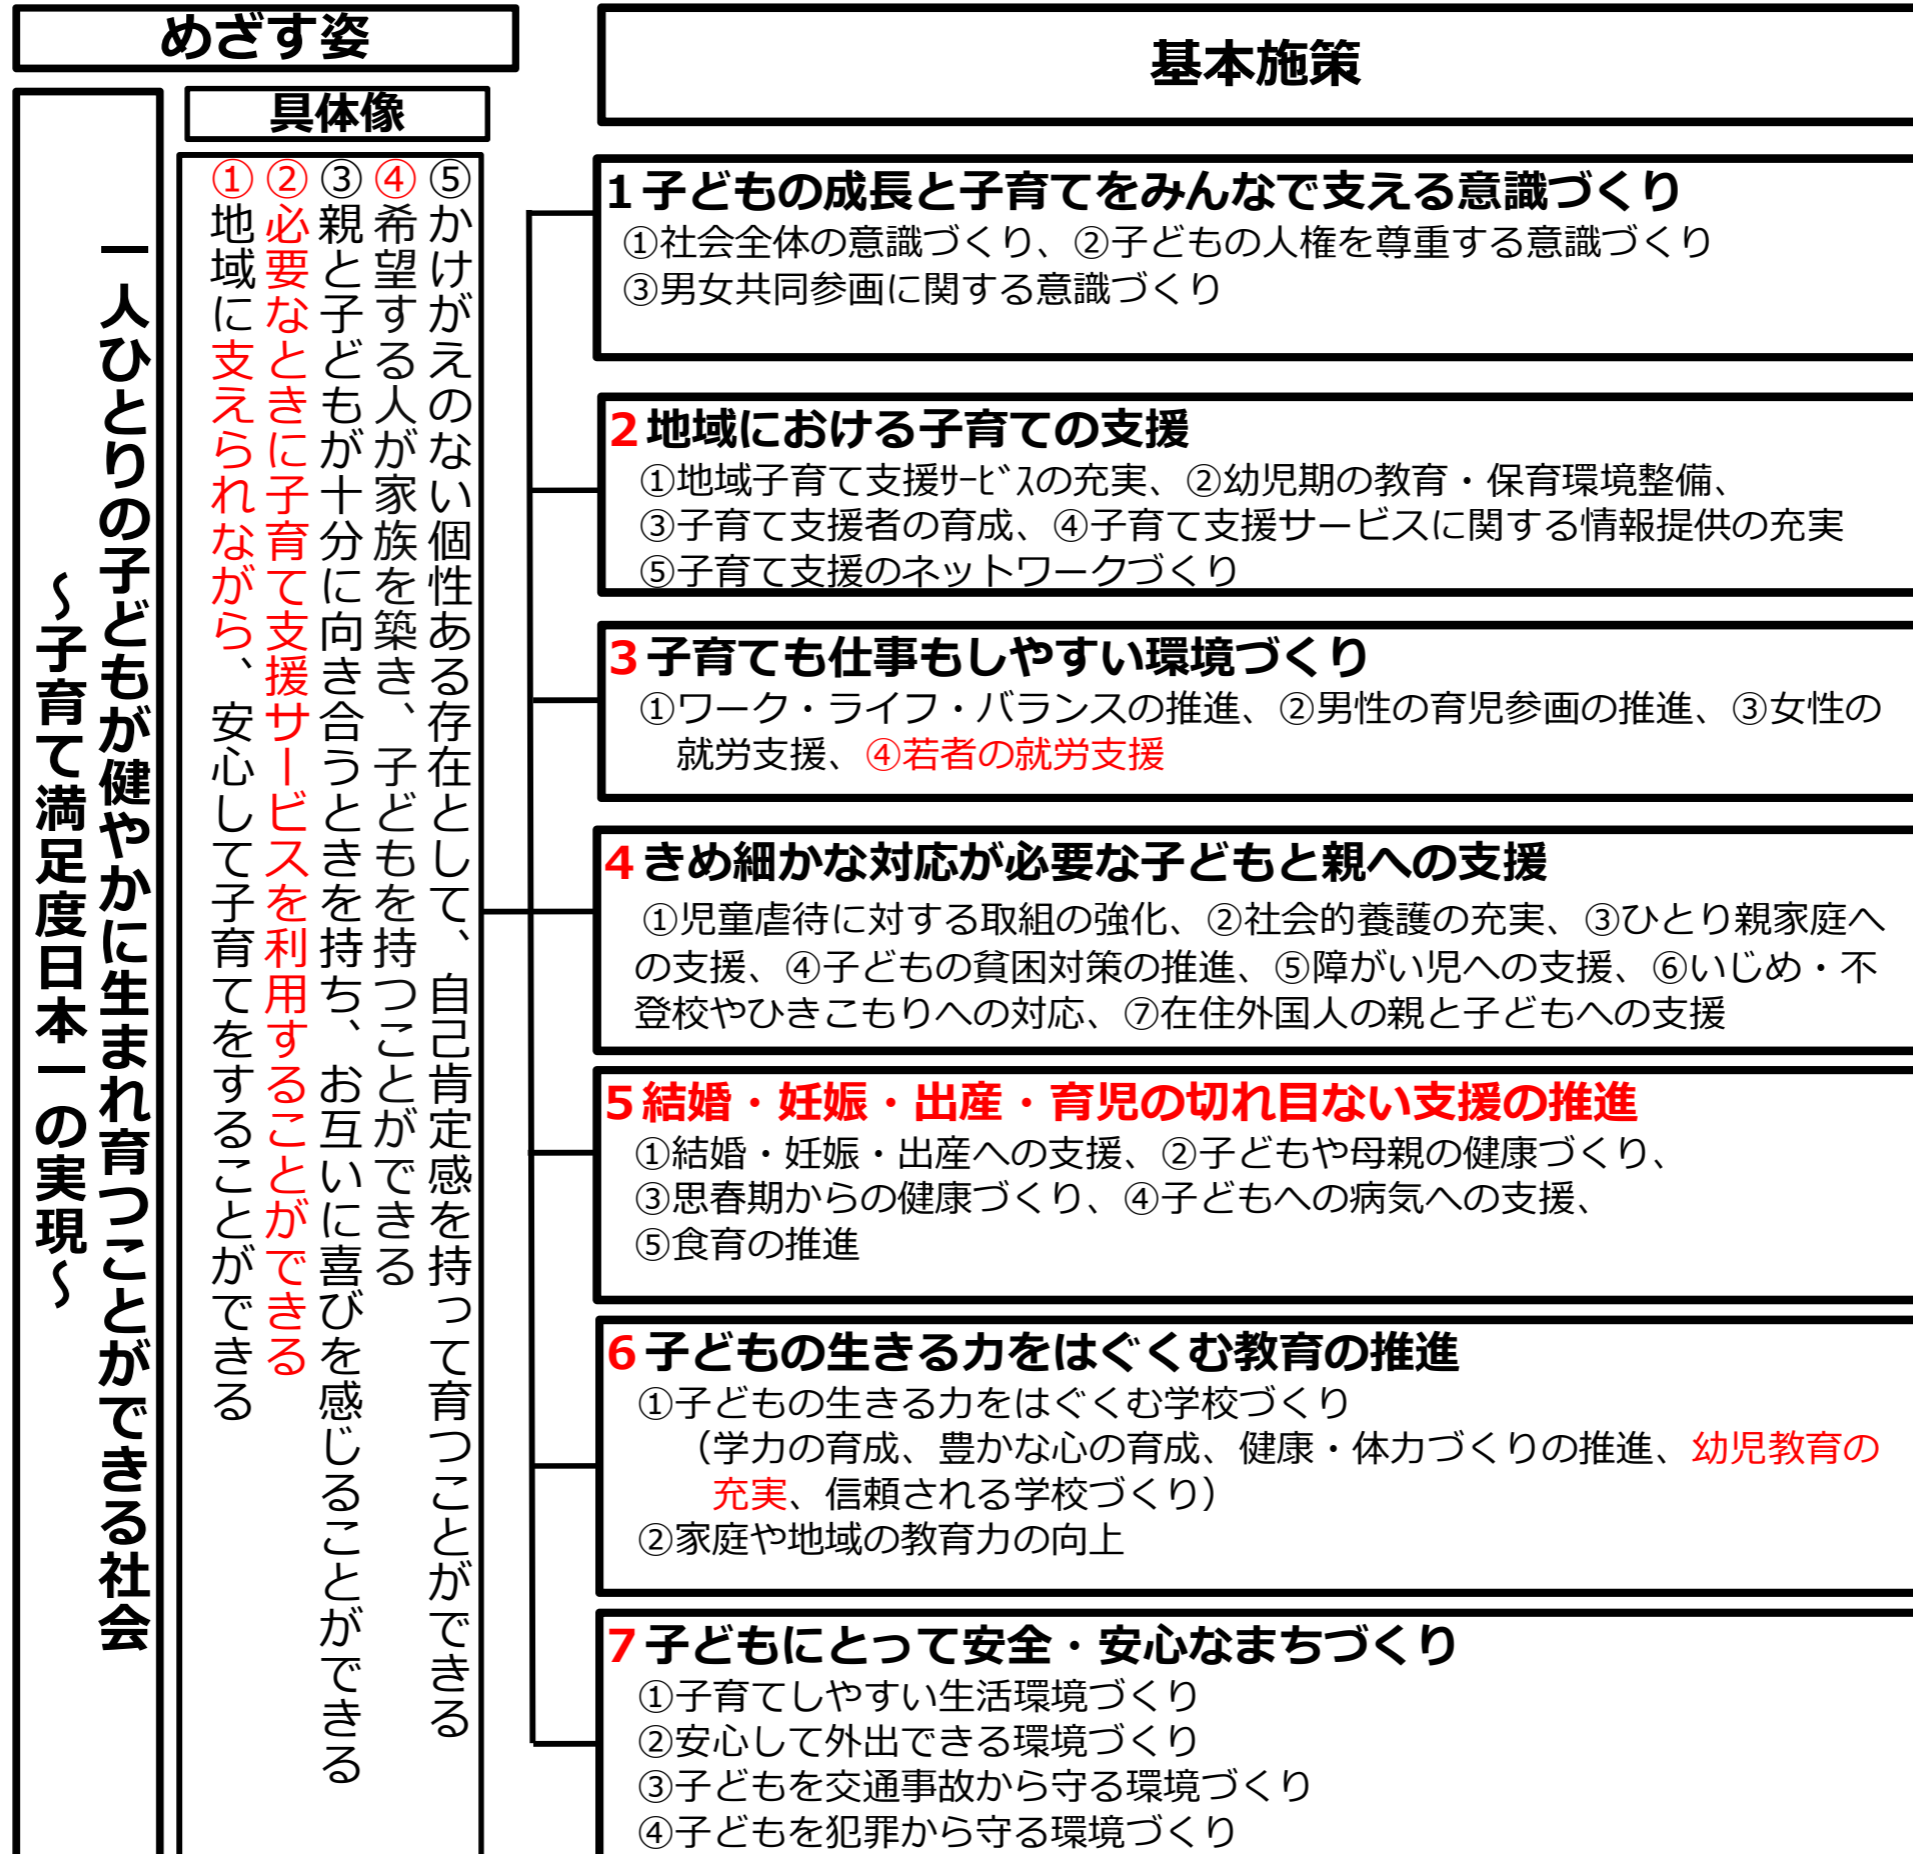 めざす姿
基本施策
一人ひとりの子どもが健やかに生まれ育つことができる社会
～子育て満足度日本一の実現～
具体像
⑤かけがえのない個性ある存在として、自己肯定感を持って育つことができる
④希望する人が家族を築き、子どもを持つことができる
③親と子どもが十分に向き合うときを持ち、お互いに喜びを感じることができる
②必要なときに子育て支援サービスを利用することができる
①地域に支えられながら、安心して子育てをすることができる
1子どもの成長と子育てをみんなで支える意識づくり
①社会全体の意識づくり、②子どもの人権を尊重する意識づくり
③男女共同参画に関する意識づくり
2地域における子育ての支援
①地域子育て支援ｻｰﾋﾞｽの充実、②幼児期の教育・保育環境整備、
③子育て支援者の育成、④子育て支援サービスに関する情報提供の充実
⑤子育て支援のネットワークづくり
3子育ても仕事もしやすい環境づくり
①ワーク・ライフ・バランスの推進、②男性の育児参画の推進、③女性の
就労支援、④若者の就労支援
4きめ細かな対応が必要な子どもと親への支援
①児童虐待に対する取組の強化、②社会的養護の充実、③ひとり親家庭へ
の支援、④子どもの貧困対策の推進、⑤障がい児への支援、⑥いじめ・不
登校やひきこもりへの対応、⑦在住外国人の親と子どもへの支援
5結婚・妊娠・出産・育児の切れ目ない支援の推進
①結婚・妊娠・出産への支援、②子どもや母親の健康づくり、
③思春期からの健康づくり、④子どもへの病気への支援、
⑤食育の推進
6子どもの生きる力をはぐくむ教育の推進
①子どもの生きる力をはぐくむ学校づくり
（学力の育成、豊かな心の育成、健康・体力づくりの推進、幼児教育の
充実、信頼される学校づくり）
②家庭や地域の教育力の向上
7子どもにとって安全・安心なまちづくり
①子育てしやすい生活環境づくり
②安心して外出できる環境づくり
③子どもを交通事故から守る環境づくり
④子どもを犯罪から守る環境づくり